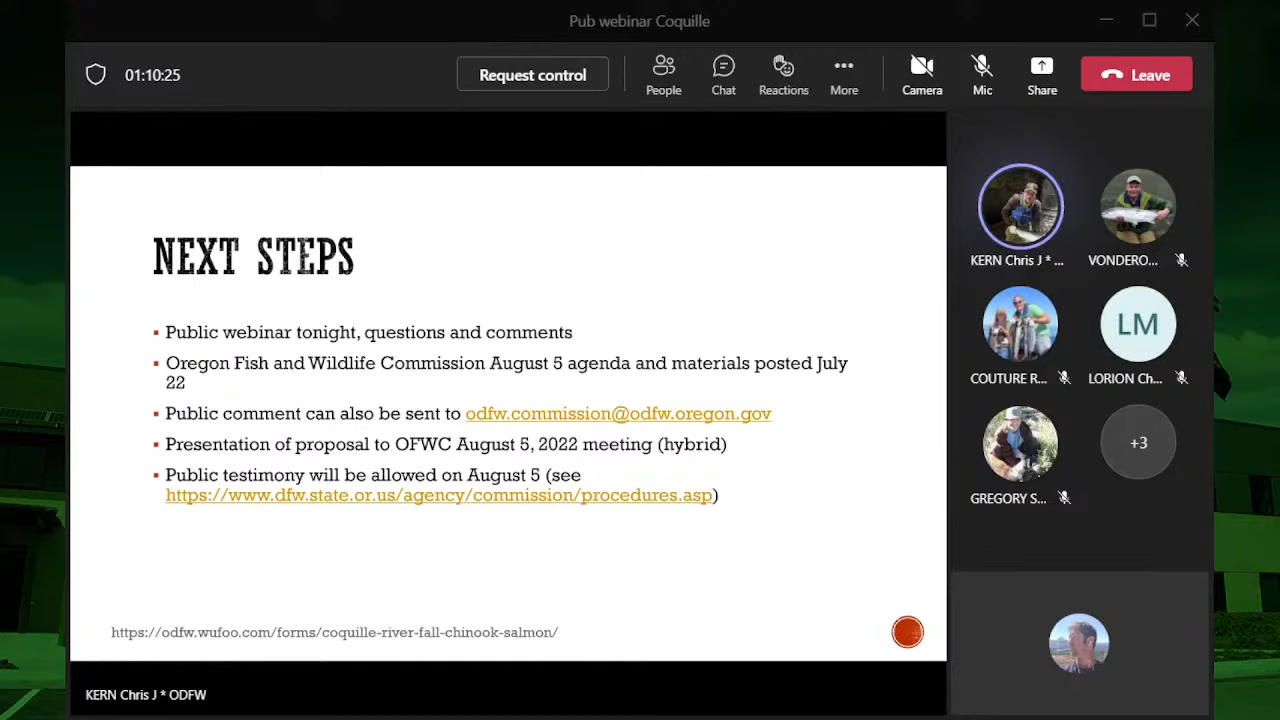 Pub webinar Coquille
01:10:25
Request control
People
Chat
Reactions
More
Camera
Mic
Share
Leave
NEXT STEPS
▪ Public webinar tonight, questions and comments
▪ Oregon Fish and Wildlife Commission August 5 agenda and materials posted July
22
▪ Public comment can also be sent to odfw.commission@odfw.oregon.gov
▪ Presentation of proposal to OFWC August 5, 2022 meeting (hybrid)
▪ Public testimony will be allowed on August 5 (see
https://www.dfw.state.or.us/agency/commission/procedures.asp)
https://odfw.wufoo.com/forms/coquille-river-fall-chinook-salmon/
KERN Chris J * ODFW
KERN Chris J * ...
VONDERO...
COUTURE R...
LM
LORION Ch...
GREGORY S...
+3